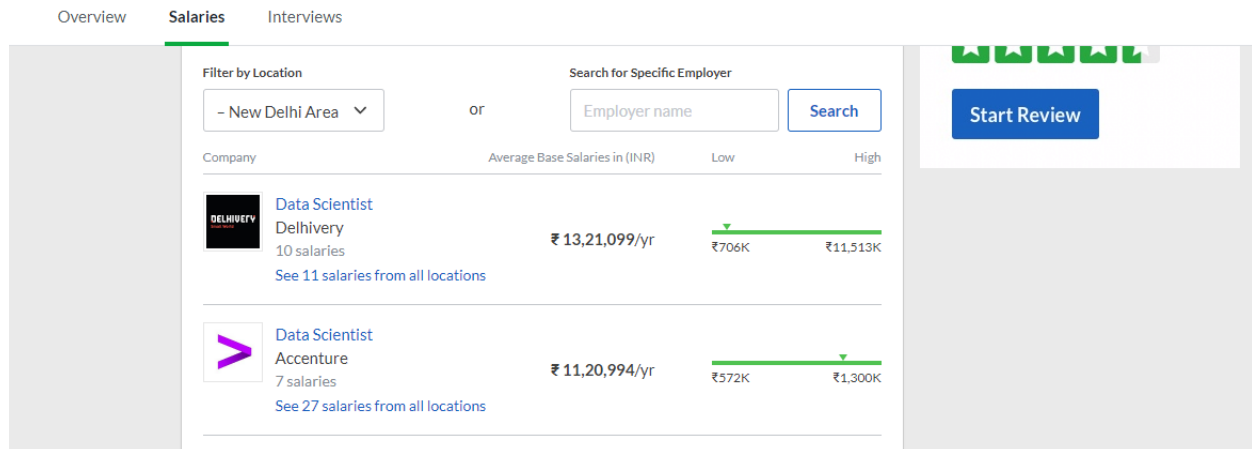 Overview Salaries Interviews
Filter by Location Search for Specific Employer
– New Delhi Area or Employer name Search
Start Review
Company Average Base Salaries in (INR) Low High
DELHIVERY
Data Scientist
Delhivery
10 salaries
See 11 salaries from all locations
₹ 13,21,099/yr
₹706K ₹11,513K
Data Scientist
Accenture
7 salaries
See 27 salaries from all locations
₹ 11,20,994/yr
₹572K ₹1,300K